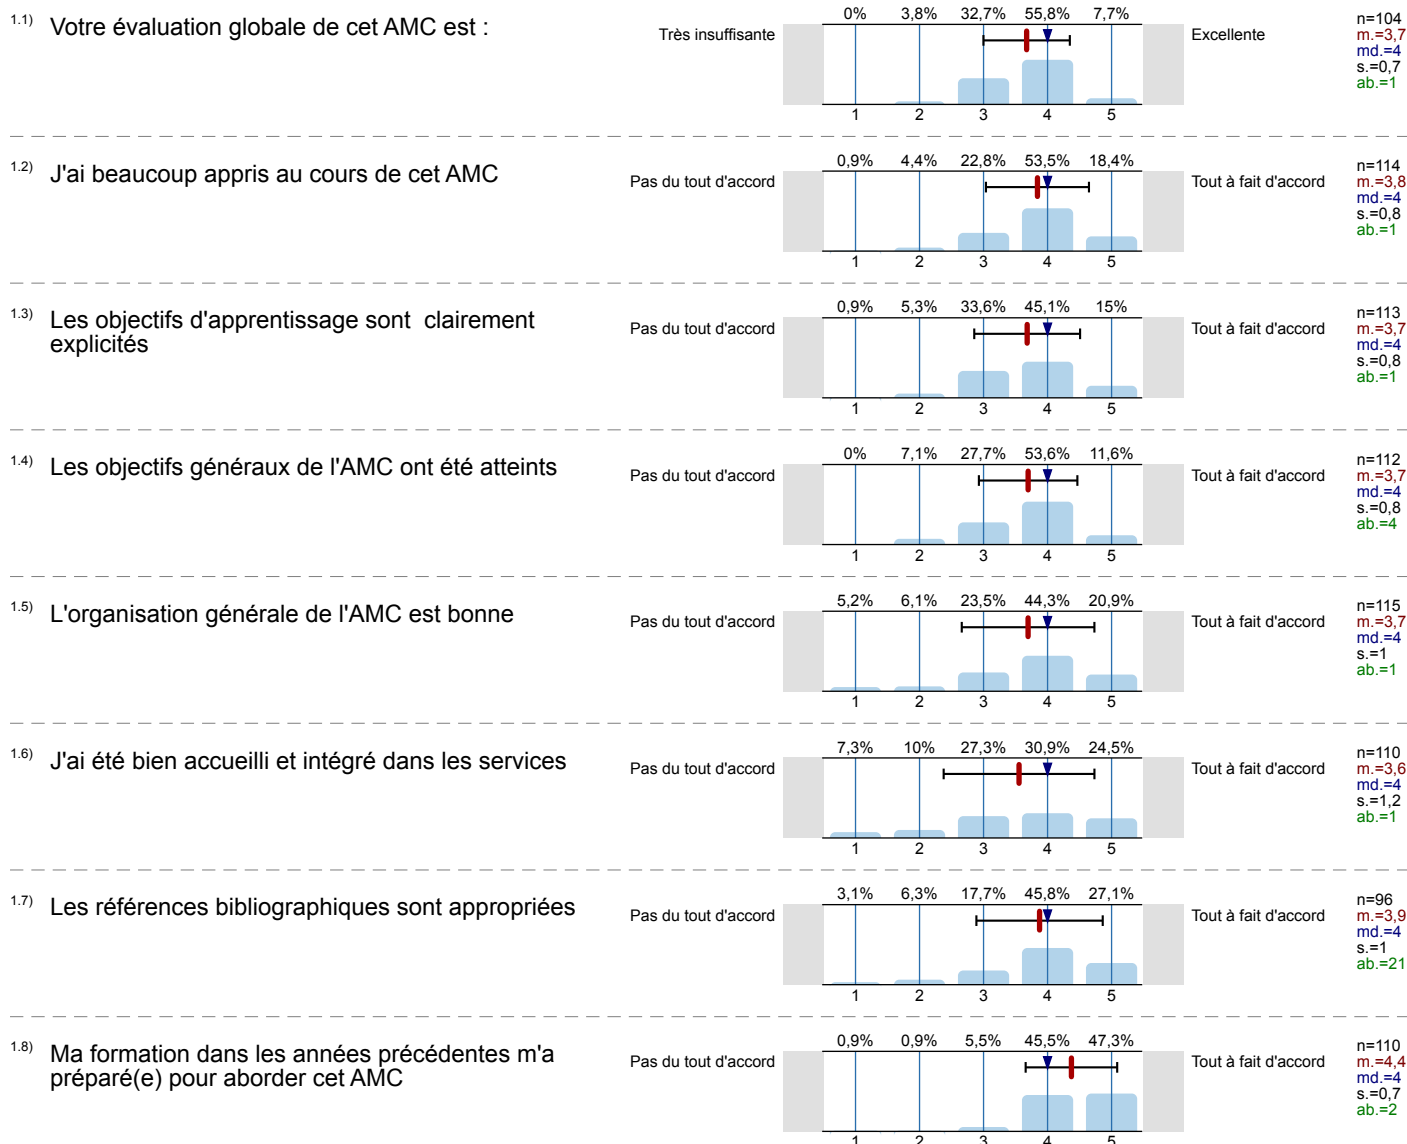 1.1) Votre évaluation globale de cet AMC est :
Très insuffisante
0% 3,8% 32,7% 55,8% 7,7%
1 2 3 4 5
Excellente
n=104
m.=3,7
md.=4
s.=0,7
ab.=1
1.2) J'ai beaucoup appris au cours de cet AMC
Pas du tout d'accord
0,9% 4,4% 22,8% 53,5% 18,4%
1 2 3 4 5
Tout à fait d'accord
n=114
m.=3,8
md.=4
s.=0,8
ab.=1
1.3) Les objectifs d'apprentissage sont clairement
explicités
Pas du tout d'accord
0,9% 5,3% 33,6% 45,1% 15%
1 2 3 4 5
Tout à fait d'accord
n=113
m.=3,7
md.=4
s.=0,8
ab.=1
1.4) Les objectifs généraux de l'AMC ont été atteints
Pas du tout d'accord
0% 7,1% 27,7% 53,6% 11,6%
1 2 3 4 5
Tout à fait d'accord
n=112
m.=3,7
md.=4
s.=0,8
ab.=4
1.5) L'organisation générale de l'AMC est bonne
Pas du tout d'accord
5,2% 6,1% 23,5% 44,3% 20,9%
1 2 3 4 5
Tout à fait d'accord
n=115
m.=3,7
md.=4
s.=1
ab.=1
1.6) J'ai été bien accueilli et intégré dans les services
Pas du tout d'accord
7,3% 10% 27,3% 30,9% 24,5%
1 2 3 4 5
Tout à fait d'accord
n=110
m.=3,6
md.=4
s.=1,2
ab.=1
1.7) Les références bibliographiques sont appropriées
Pas du tout d'accord
3,1% 6,3% 17,7% 45,8% 27,1%
1 2 3 4 5
Tout à fait d'accord
n=96
m.=3,9
md.=4
s.=1
ab.=21
1.8) Ma formation dans les années précédentes m'a
préparé(e) pour aborder cet AMC
Pas du tout d'accord
0,9% 0,9% 5,5% 45,5% 47,3%
1 2 3 4 5
Tout à fait d'accord
n=110
m.=4,4
md.=4
s.=0,7
ab.=2